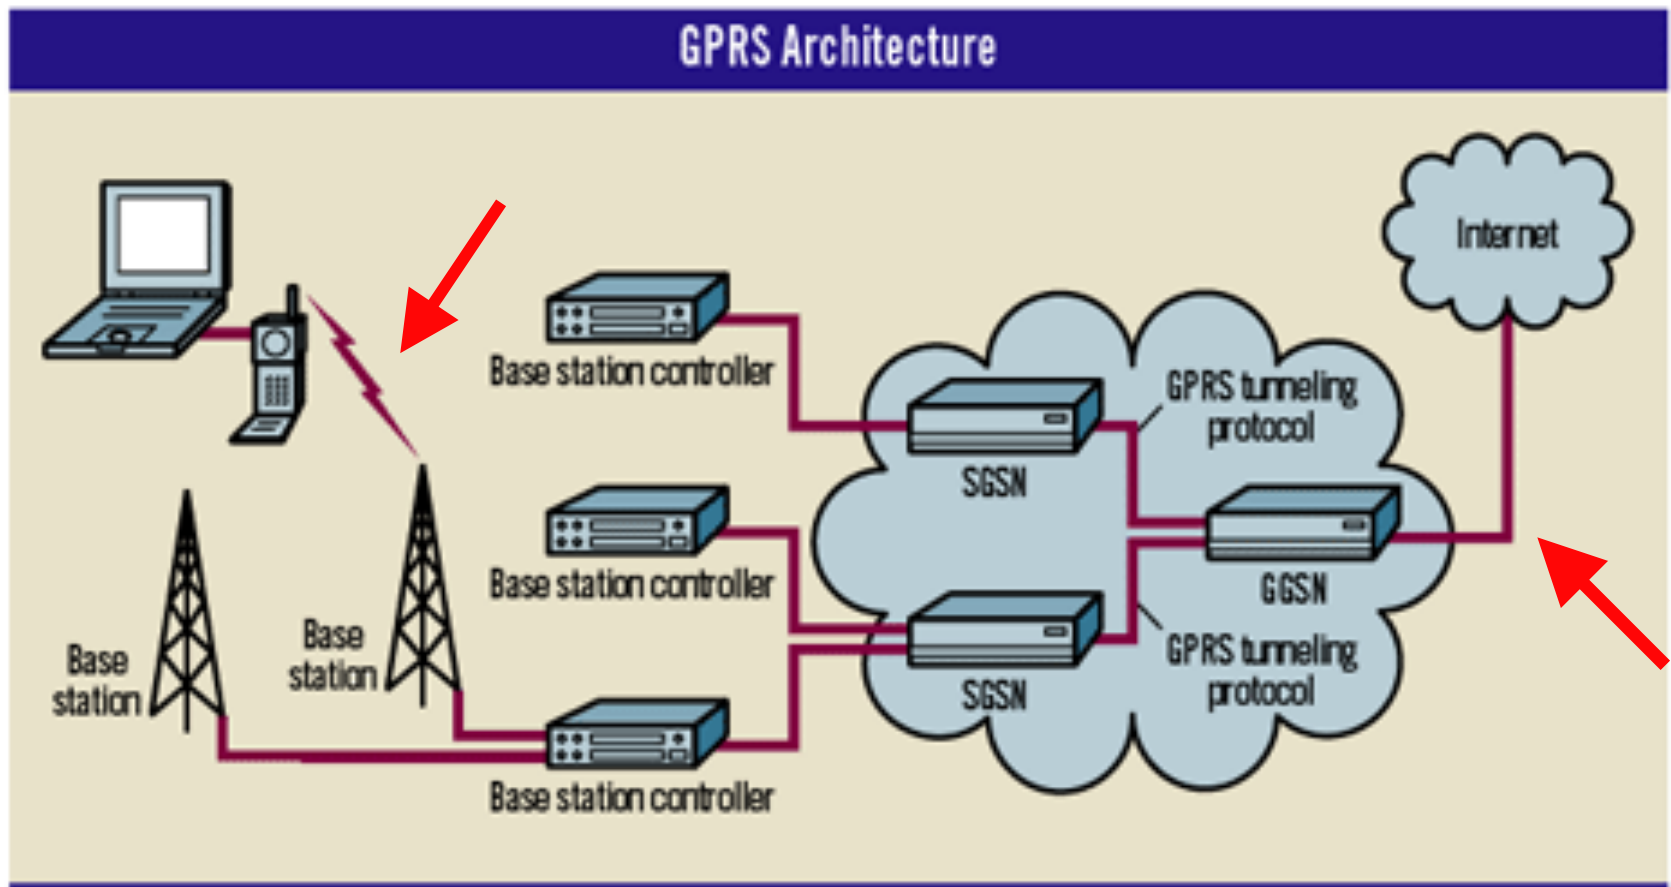 GPRS Architecture
Internet
Base station controller
GPRS tunneling
protocol
SGSN
Base station controller
GGSN
Base
station
Base
station
GPRS tunneling
protocol
SGSN
Base station controller